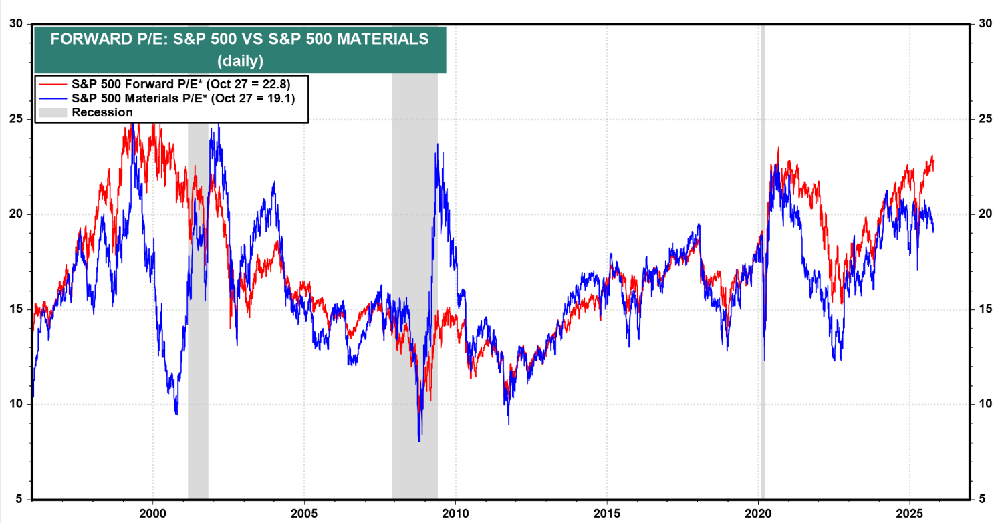 FORWARD P/E: S&P 500 VS S&P 500 MATERIALS
(daily)
S&P 500 Forward P/E* (Oct 27 = 22.8)
S&P 500 Materials P/E* (Oct 27 = 19.1)
Recession
30 30
25 25
20 20
15 15
10 10
5 5
2000 2005 2010 2015 2020 2025